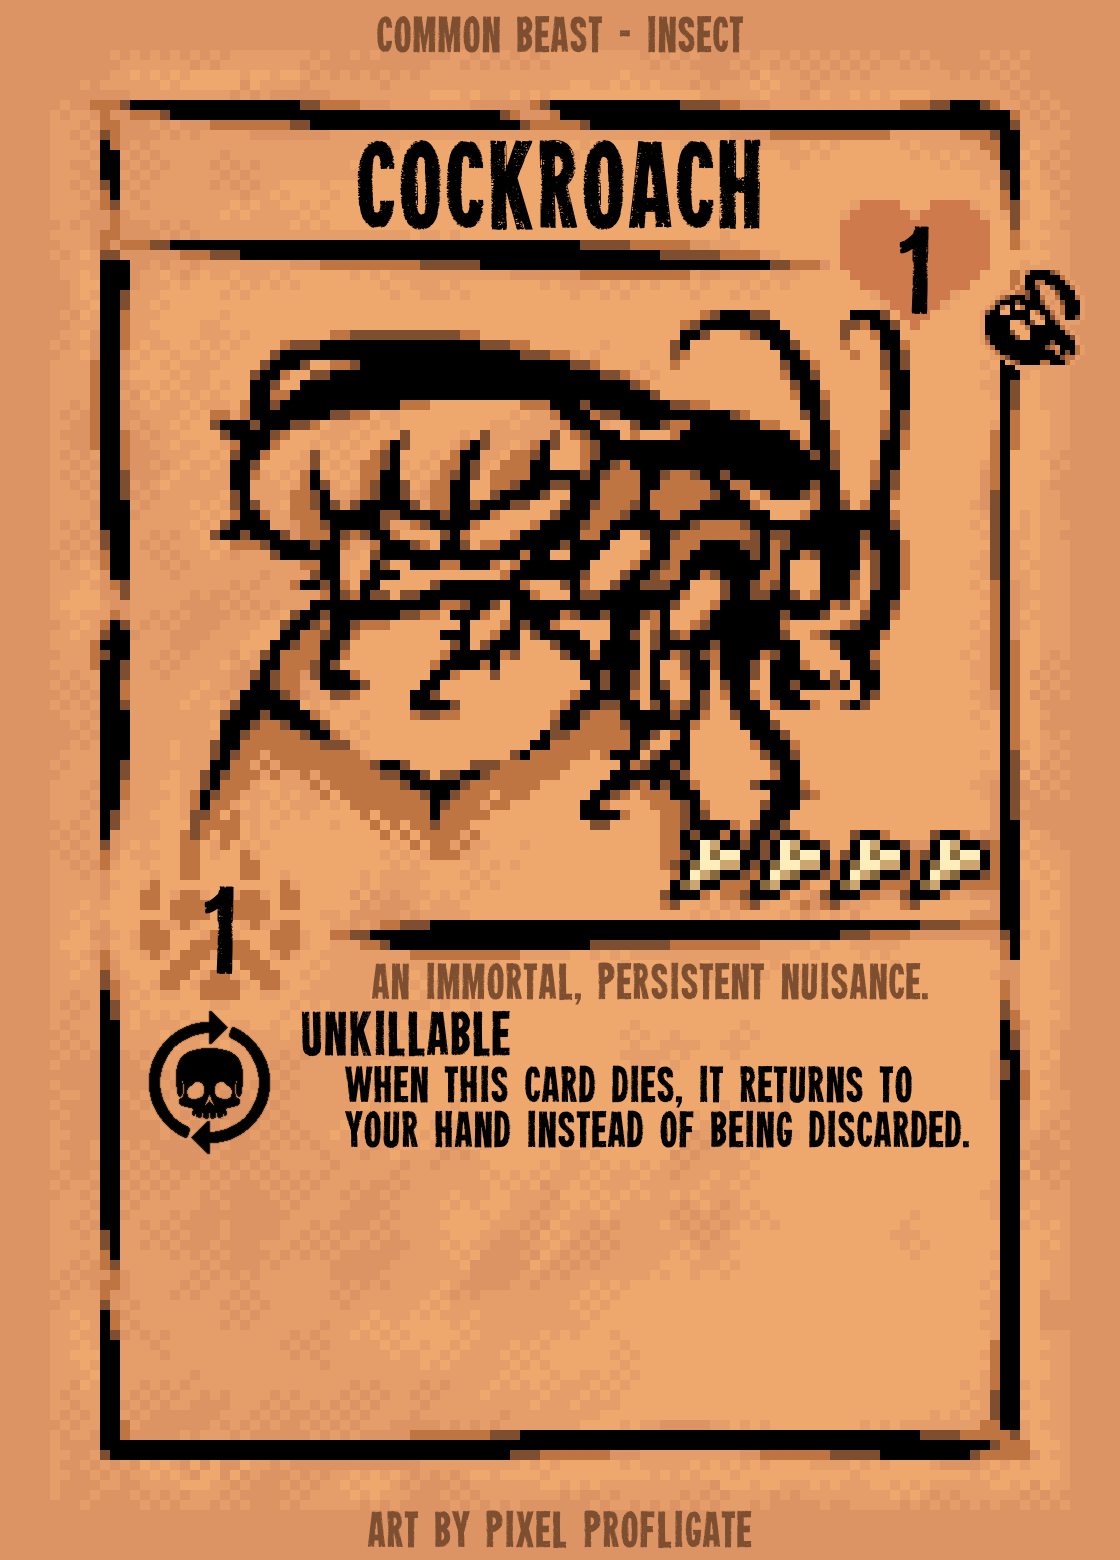 COMMON BEAST - INSECT
COCKROACH
1
1
AN IMMORTAL, PERSISTENT NUISANCE.
UNKILLABLE
WHEN THIS CARD DIES, IT RETURNS TO
YOUR HAND INSTEAD OF BEING DISCARDED.
ART BY PIXEL PROFLIGATE